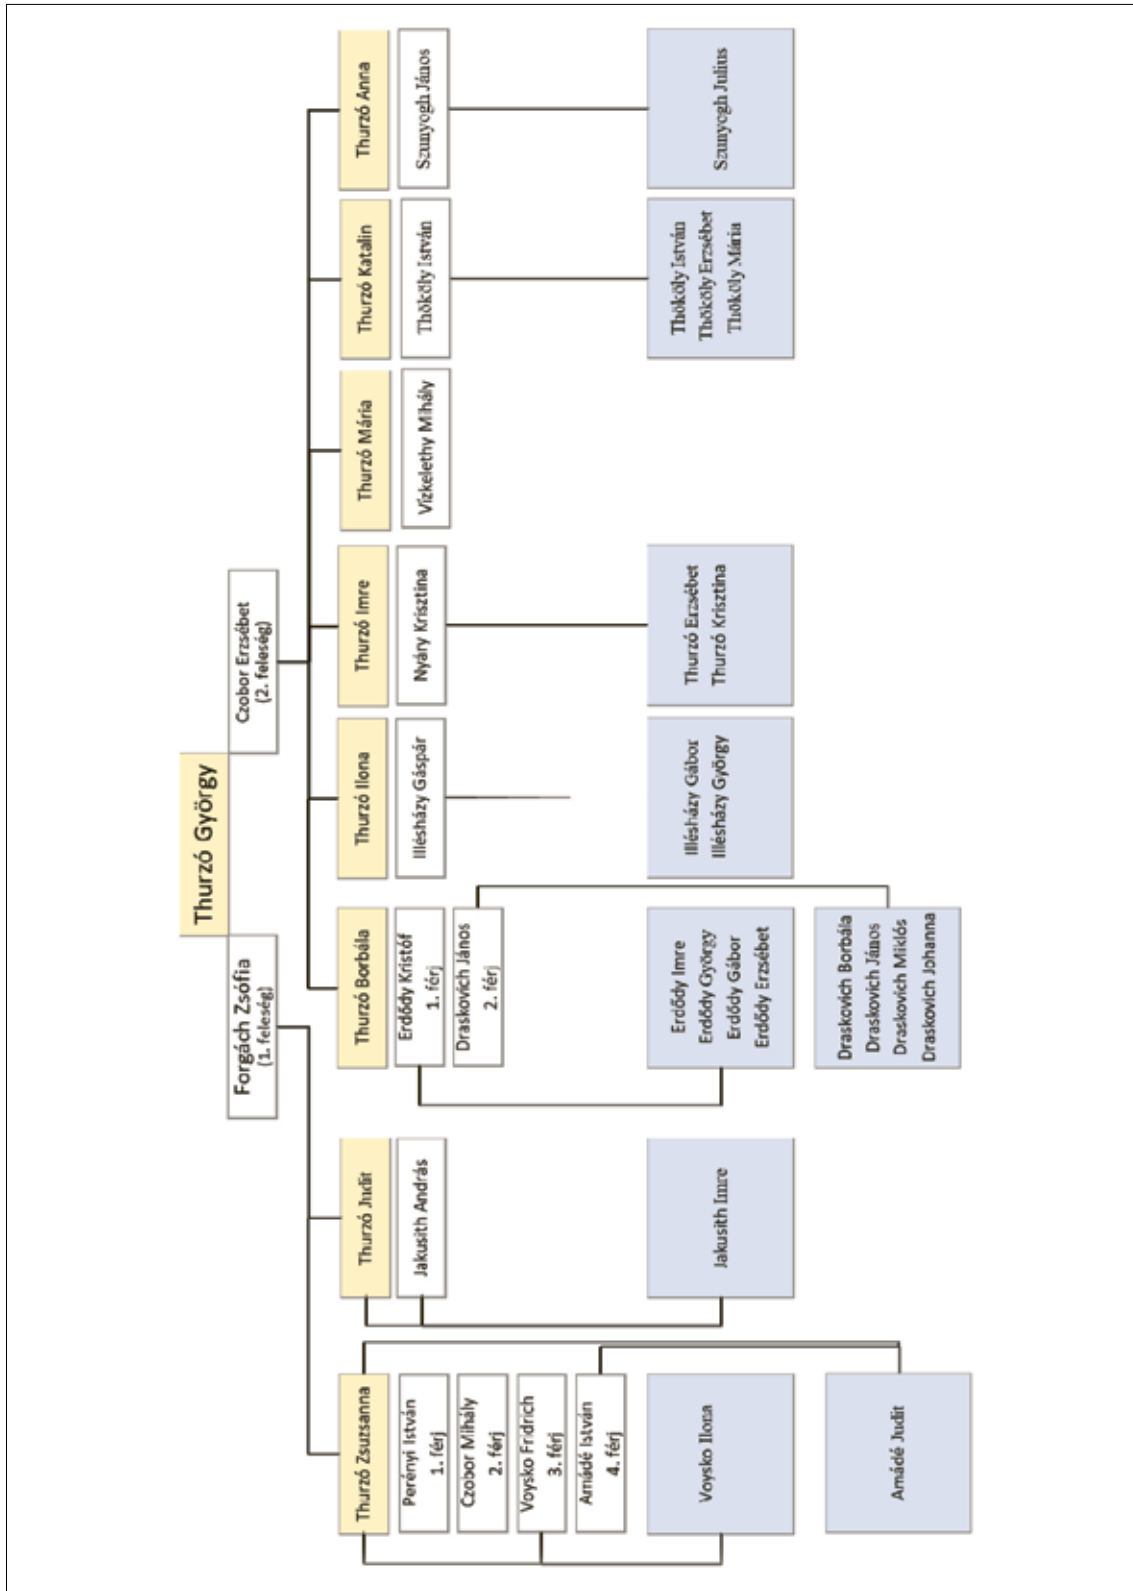 Thurzó György
Forgách Zsófia
(1. feleség)
Czobor Erzsébet
(2. feleség)
Thurzó Zsuzsanna
Perényi István
1. férj
Czobor Mihály
2. férj
Voysko Fridrich
3. férj
Amádé István
4. férj
Voysko Ilona
Amádé Judit
Thurzó Judit
Jakusith András
Jakusith Imre
Thurzó Borbála
Erdődy Kristóf
1. férj
Draskovich János
2. férj
Erdődy Imre
Erdődy György
Erdődy Gábor
Erdődy Erzsébet
Draskovich Borbála
Draskovich János
Draskovich Miklós
Draskovich Johanna
Thurzó Ilona
Illésházy Gáspár
Illésházy Gábor
Illésházy György
Thurzó Imre
Nyáry Krisztina
Thurzó Erzsébet
Thurzó Krisztina
Thurzó Mária
Vízkelethy Mihály
Thurzó Katalin
Thököly István
Thököly István
Thököly Erzsébet
Thököly Mária
Thurzó Anna
Szunyogh János
Szunyogh Julius